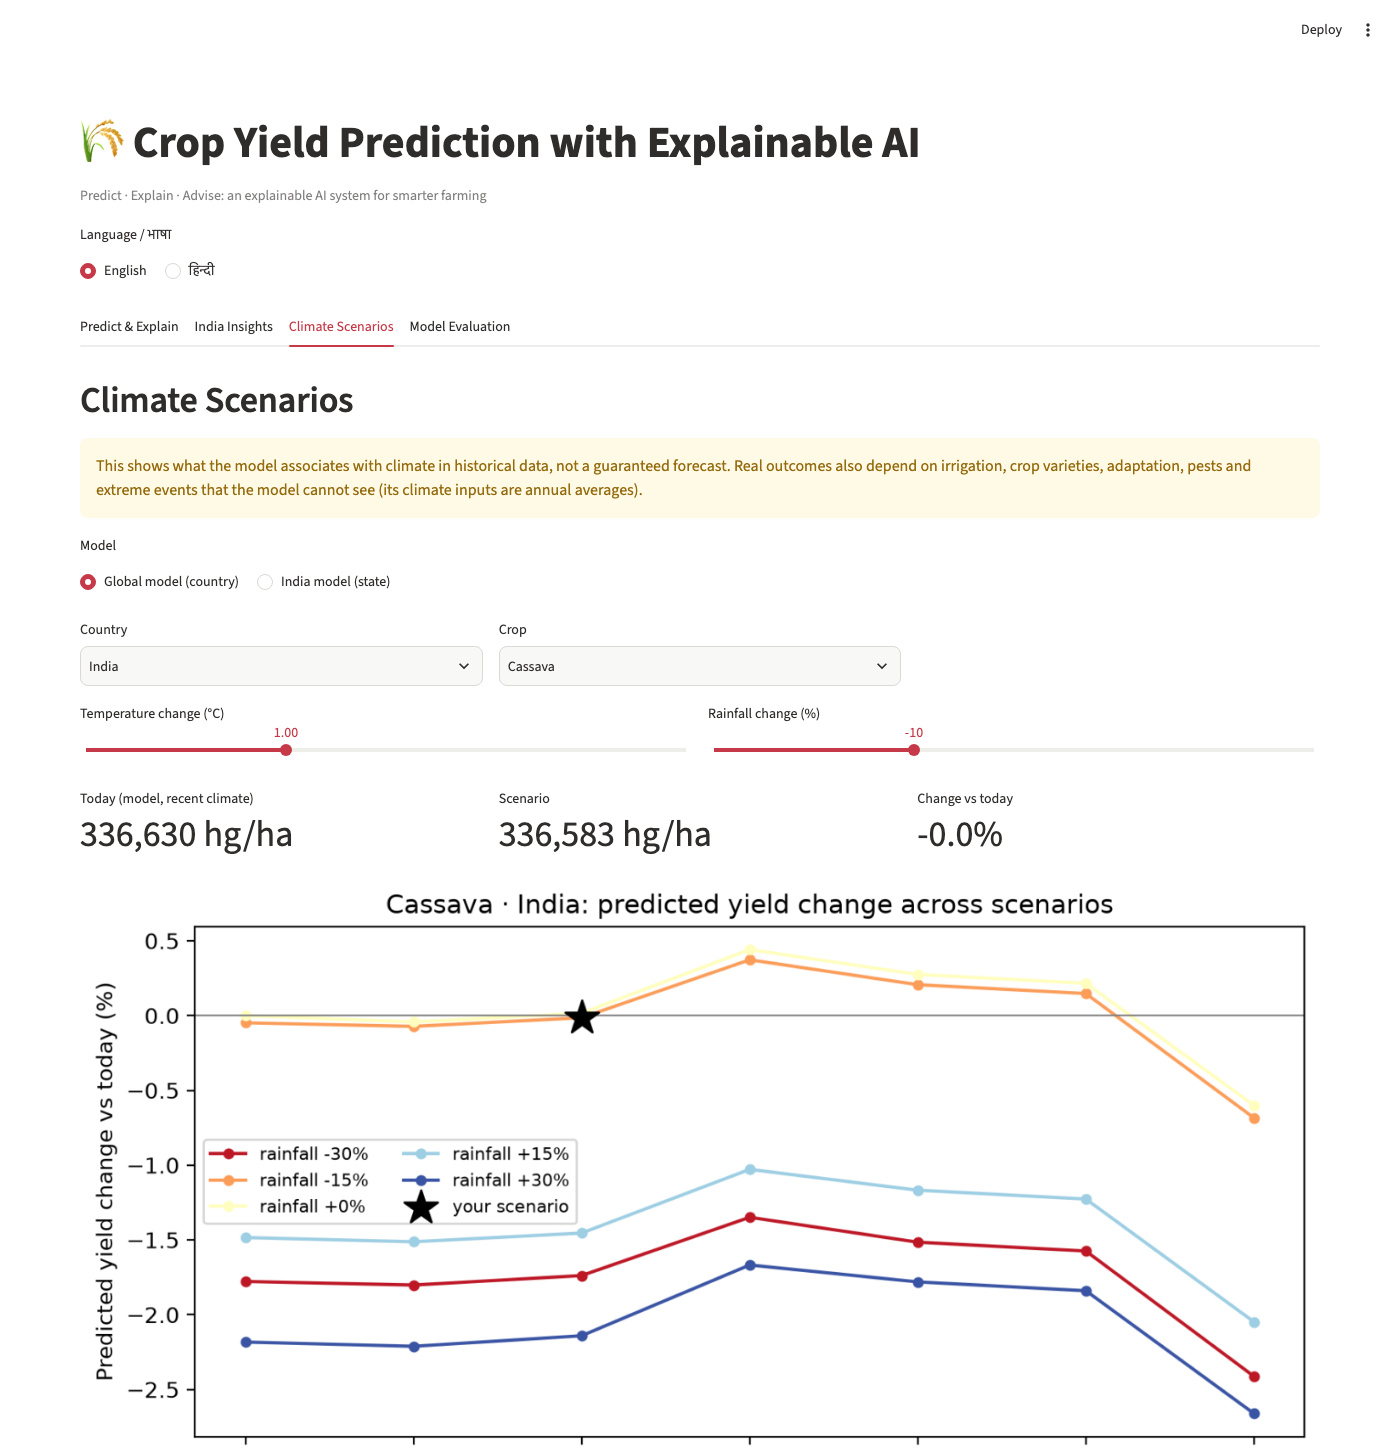 Deploy
Crop Yield Prediction with Explainable AI
Predict · Explain · Advise: an explainable AI system for smarter farming
Language / भाषा
English हिन्दी
Predict & Explain India Insights Climate Scenarios Model Evaluation
Climate Scenarios
This shows what the model associates with climate in historical data, not a guaranteed forecast. Real outcomes also depend on irrigation, crop varieties, adaptation, pests and
extreme events that the model cannot see (its climate inputs are annual averages).
Model
Global model (country) India model (state)
Country Crop
India Cassava
Temperature change (°C) Rainfall change (%)
1.00 -10
Today (model, recent climate) Scenario Change vs today
336,630 hg/ha 336,583 hg/ha -0.0%
Cassava · India: predicted yield change across scenarios
Predicted yield change vs today (%)
0.5
0.0
−0.5
−1.0
−1.5
−2.0
−2.5
rainfall -30% rainfall +15%
rainfall -15% rainfall +30%
rainfall +0% your scenario